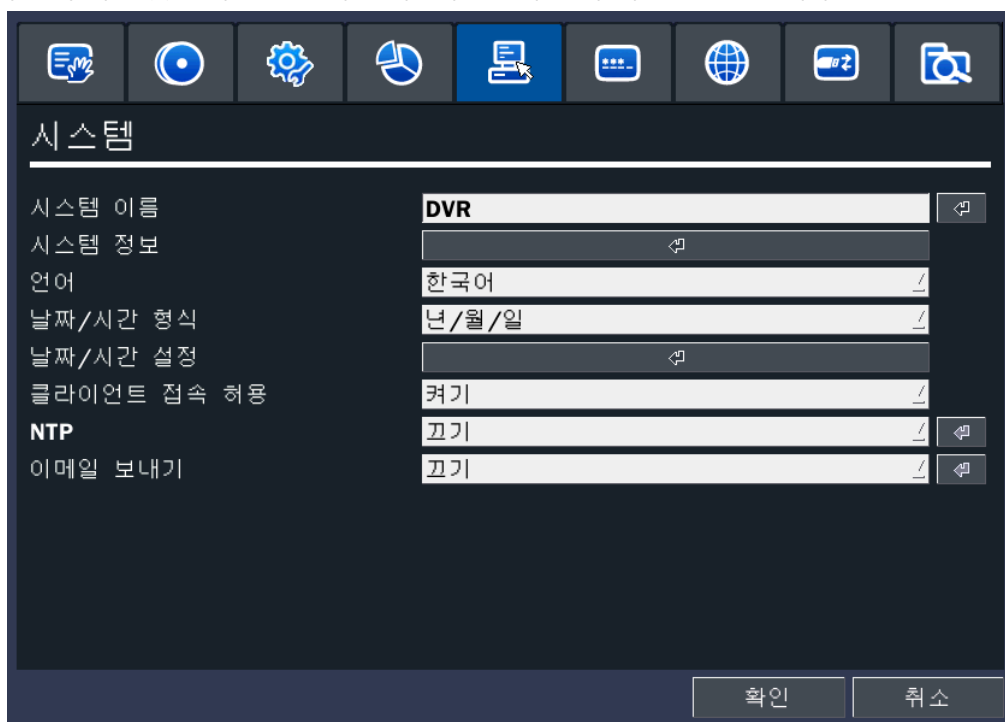 시스템
시스템 이름 DVR
시스템 정보
언어 한국어
날짜/시간 형식 년/월/일
날짜/시간 설정
클라이언트 접속 허용 켜기
NTP 끄기
이메일 보내기 끄기
확인 취소